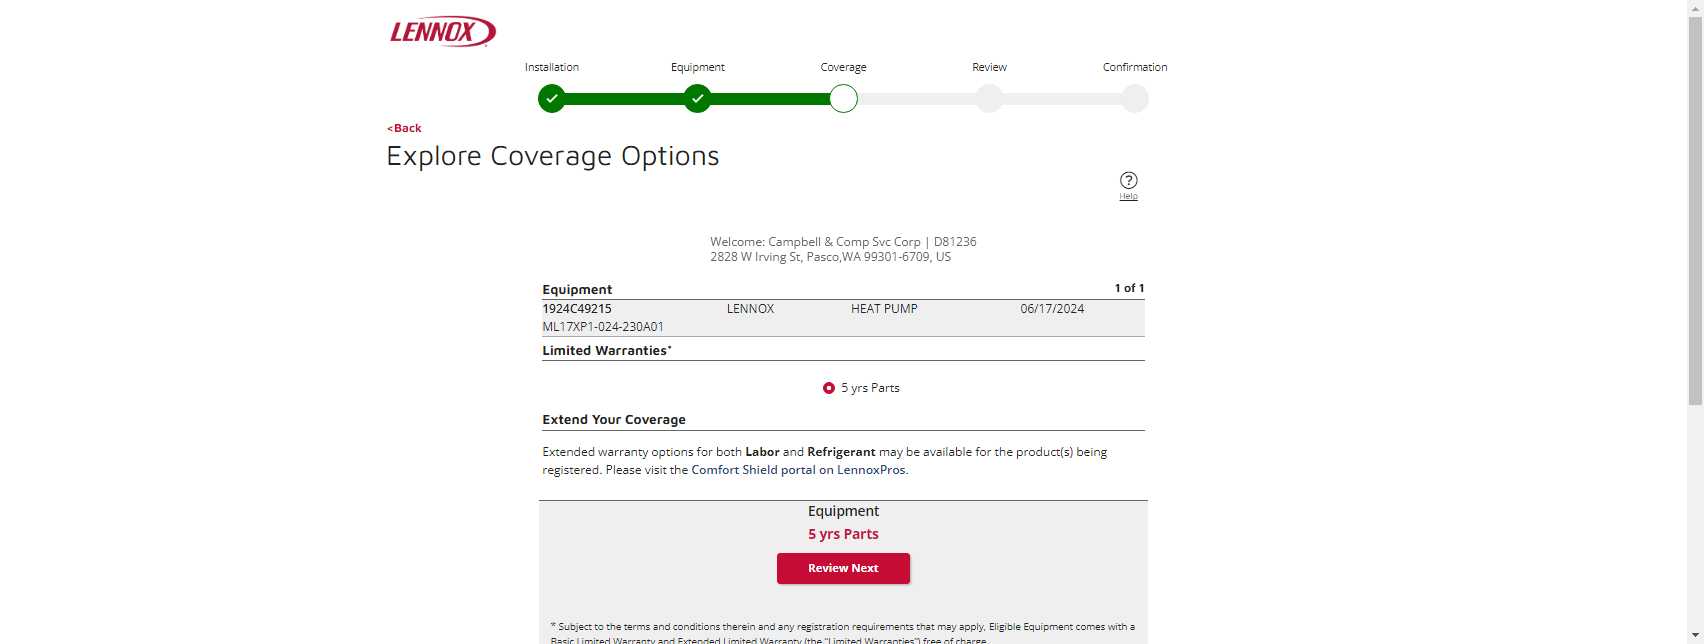 LENNOX
Installation Equipment Coverage Review Confirmation
<Back
Explore Coverage Options
?
Help
Welcome: Campbell & Comp Svc Corp | D81236
2828 W Irving St, Pasco,WA 99301-6709, US
Equipment 1 of 1
1924C49215 LENNOX HEAT PUMP 06/17/2024
ML17XP1-024-230A01
Limited Warranties*
5 yrs Parts
Extend Your Coverage
Extended warranty options for both Labor and Refrigerant may be available for the product(s) being
registered. Please visit the Comfort Shield portal on LennoxPros.
Equipment
5 yrs Parts
Review Next
* Subject to the terms and conditions therein and any registration requirements that may apply, Eligible Equipment comes with a
Basic Limited Warranty and Extended Limited Warranty (the "Limited Warranties") free of charge.